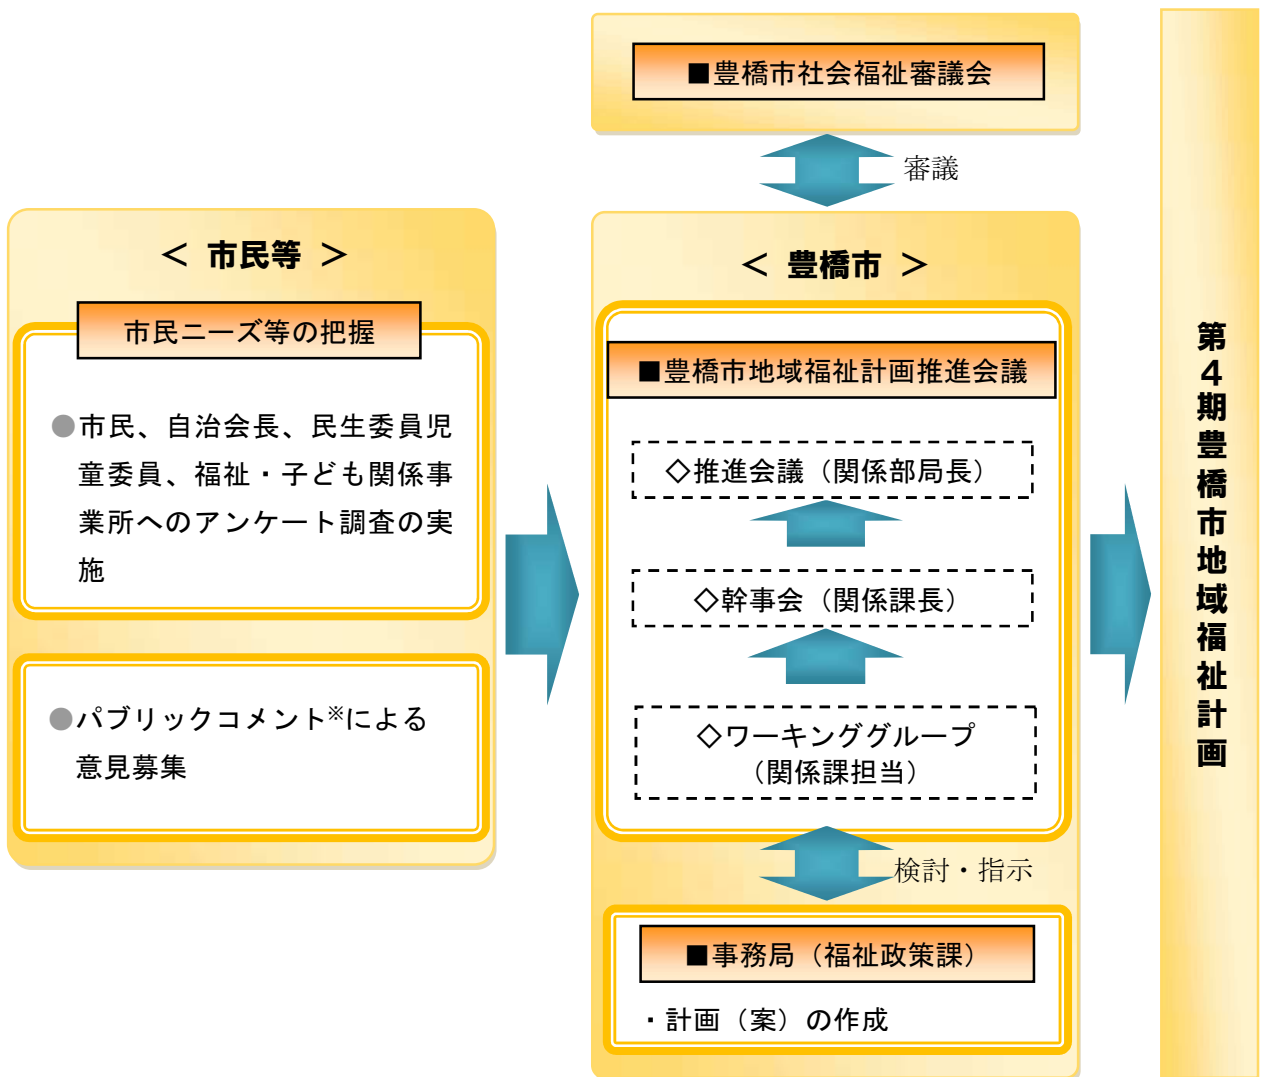 ■豊橋市社会福祉審議会
審議
＜ 市民等 ＞
市民ニーズ等の把握
●市民、自治会長、民生委員児
童委員、福祉・子ども関係事
業所へのアンケート調査の実
施
●パブリックコメント※による
意見募集
＜ 豊橋市 ＞
■豊橋市地域福祉計画推進会議
◇推進会議（関係部局長）
◇幹事会（関係課長）
◇ワーキンググループ
（関係課担当）
検討・指示
■事務局（福祉政策課）
・計画（案）の作成
第４期豊橋市地域福祉計画